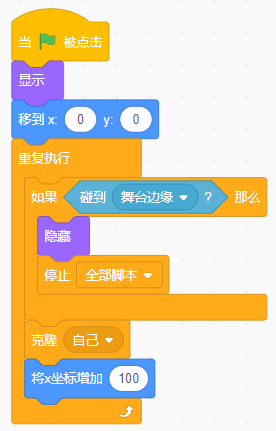 当 被点击
显示
移到 x: 0 y: 0
重复执行
如果 碰到 舞台边缘 ? 那么
隐藏
停止 全部脚本
克隆 自己
将x坐标增加 100